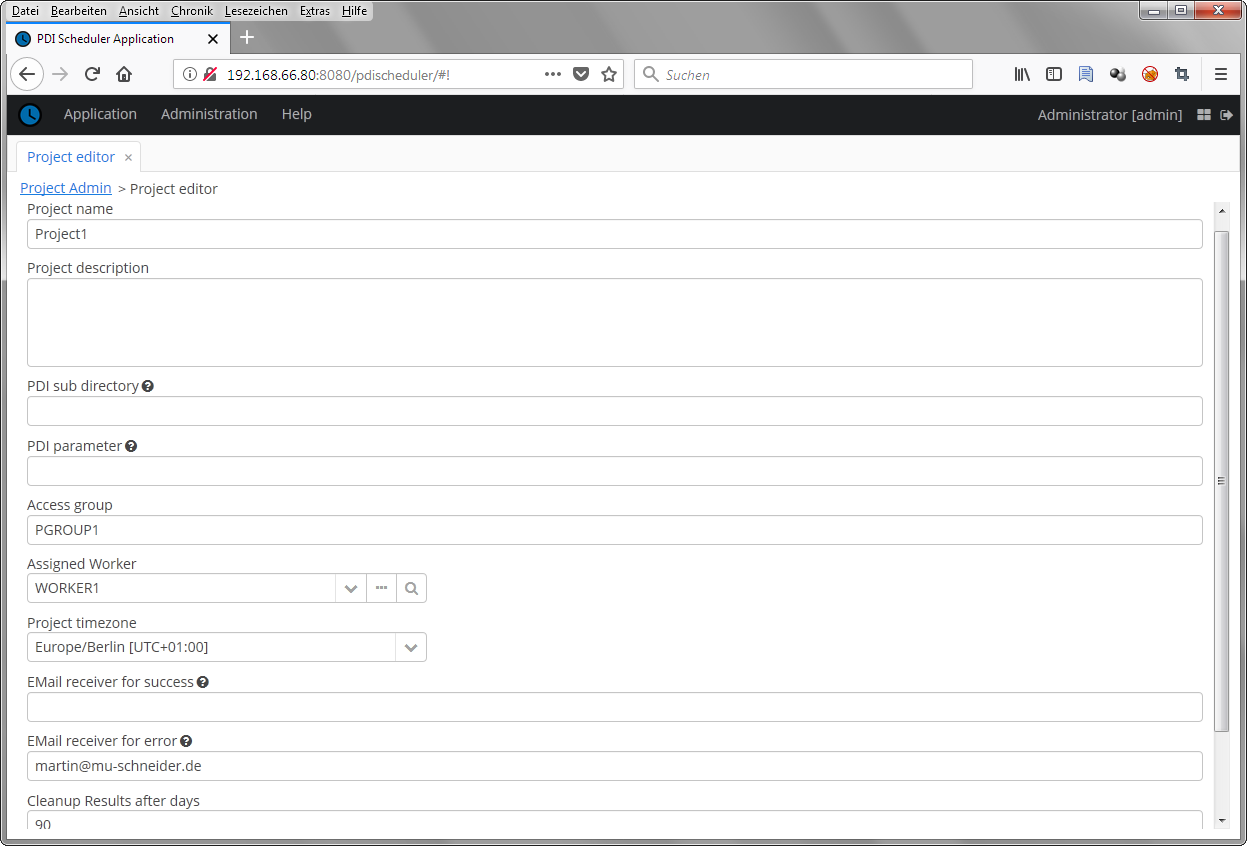 Datei Bearbeiten Ansicht Chronik Lesezeichen Extras Hilfe
PDI Scheduler Application
192.168.66.80:8080/pdischeduler/#!
Suchen
Application Administration Help Administrator [admin]
Project editor
Project Admin > Project editor
Project name
Project1
Project description
PDI sub directory
PDI parameter
Access group
PGROUP1
Assigned Worker
WORKER1
Project timezone
Europe/Berlin [UTC+01:00]
EMail receiver for success
EMail receiver for error
martin@mu-schneider.de
Cleanup Results after days
90